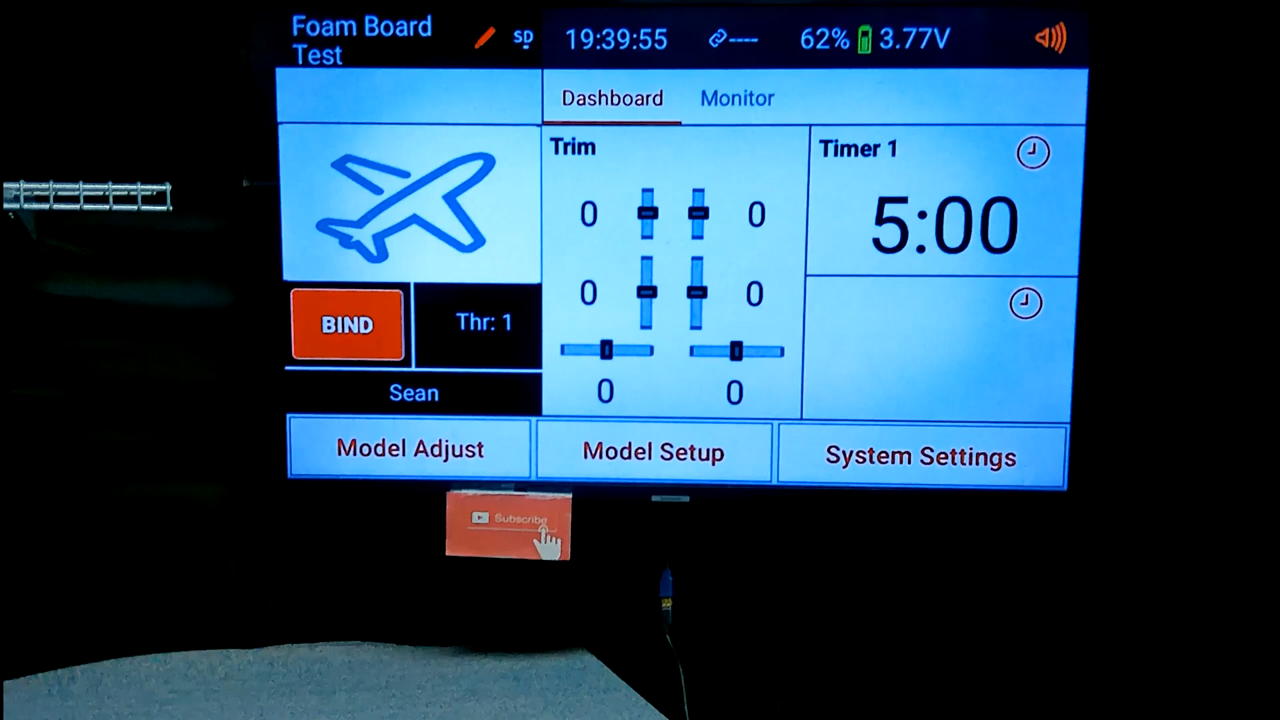 Foam Board
Test
SD
19:39:55
----
62%
3.77V
Dashboard
Monitor
Trim
0
0
0
0
0
0
Timer 1
5:00
BIND
Thr: 1
Sean
Model Adjust
Model Setup
System Settings
Subscribe